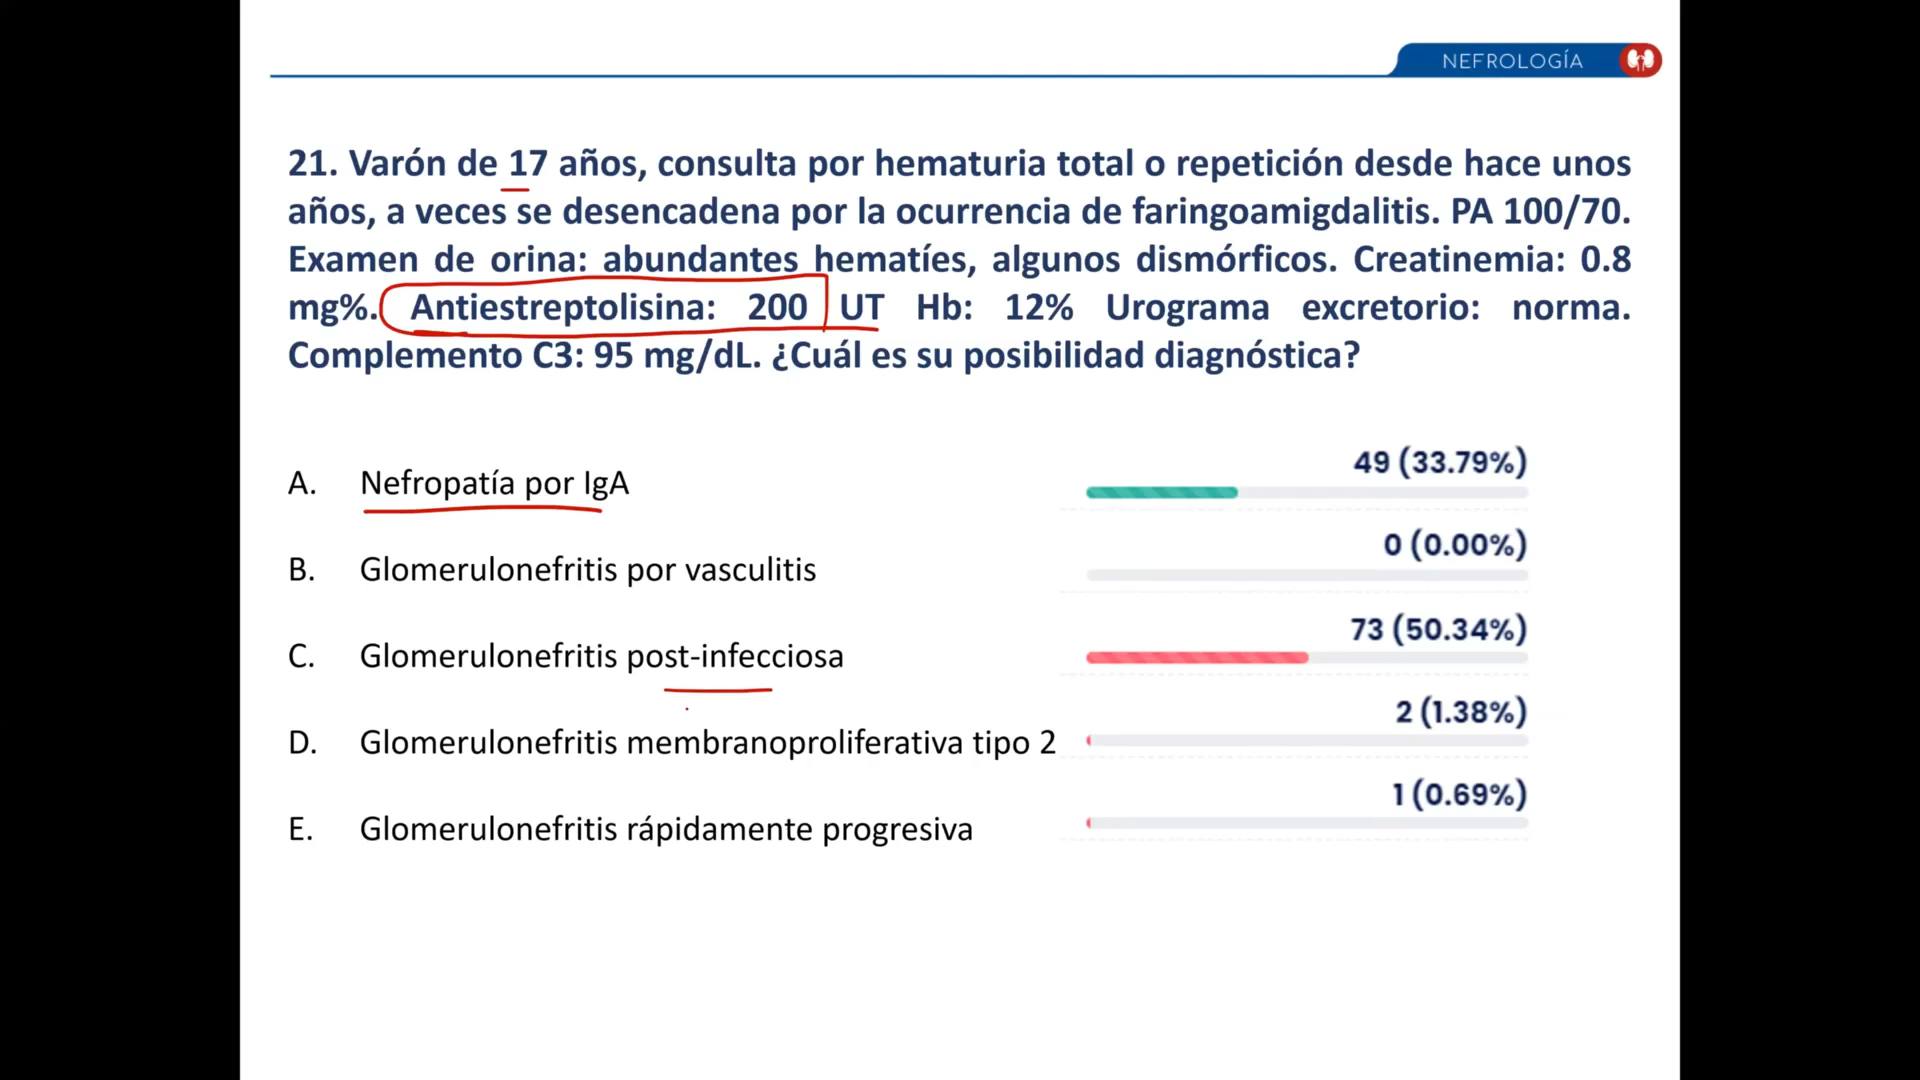 NEFROLOGÍA
21. Varón de 17 años, consulta por hematuria total o repetición desde hace unos
años, a veces se desencadena por la ocurrencia de faringoamigdalitis. PA 100/70.
Examen de orina: abundantes hematíes, algunos dismórficos. Creatinemia: 0.8
mg%. Antiestreptolisina: 200 UT Hb: 12% Urograma excretorio: norma.
Complemento C3: 95 mg/dL. ¿Cuál es su posibilidad diagnóstica?
A. Nefropatía por IgA 49 (33.79%)
B. Glomerulonefritis por vasculitis 0 (0.00%)
C. Glomerulonefritis post-infecciosa 73 (50.34%)
D. Glomerulonefritis membranoproliferativa tipo 2 2 (1.38%)
E. Glomerulonefritis rápidamente progresiva 1 (0.69%)